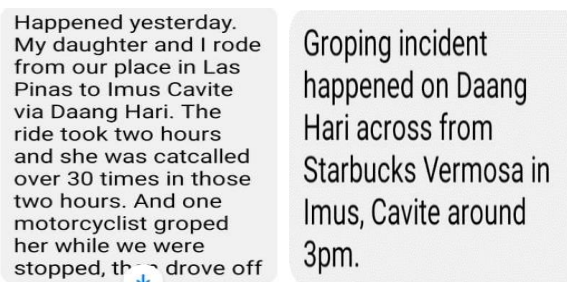 Happened yesterday.
My daughter and I rode
from our place in Las
Pinas to Imus Cavite
via Daang Hari. The
ride took two hours
and she was catcalled
over 30 times in those
two hours. And one
motorcyclist groped
her while we were
stopped, then drove off
Groping incident
happened on Daang
Hari across from
Starbucks Vermosa in
Imus, Cavite around
3pm.